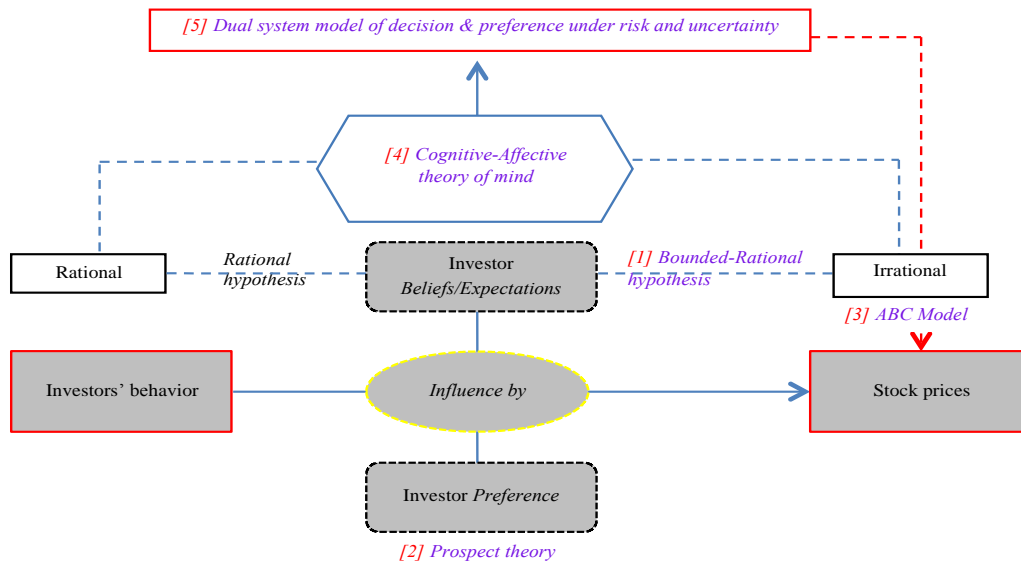 [5] Dual system model of decision & preference under risk and uncertainty
[4] Cognitive-Affective
theory of mind
Rational
Rational
hypothesis
Investor
Beliefs/Expectations
[1] Bounded-Rational
hypothesis
Irrational
[3] ABC Model
Investors’ behavior
Influence by
Stock prices
Investor Preference
[2] Prospect theory